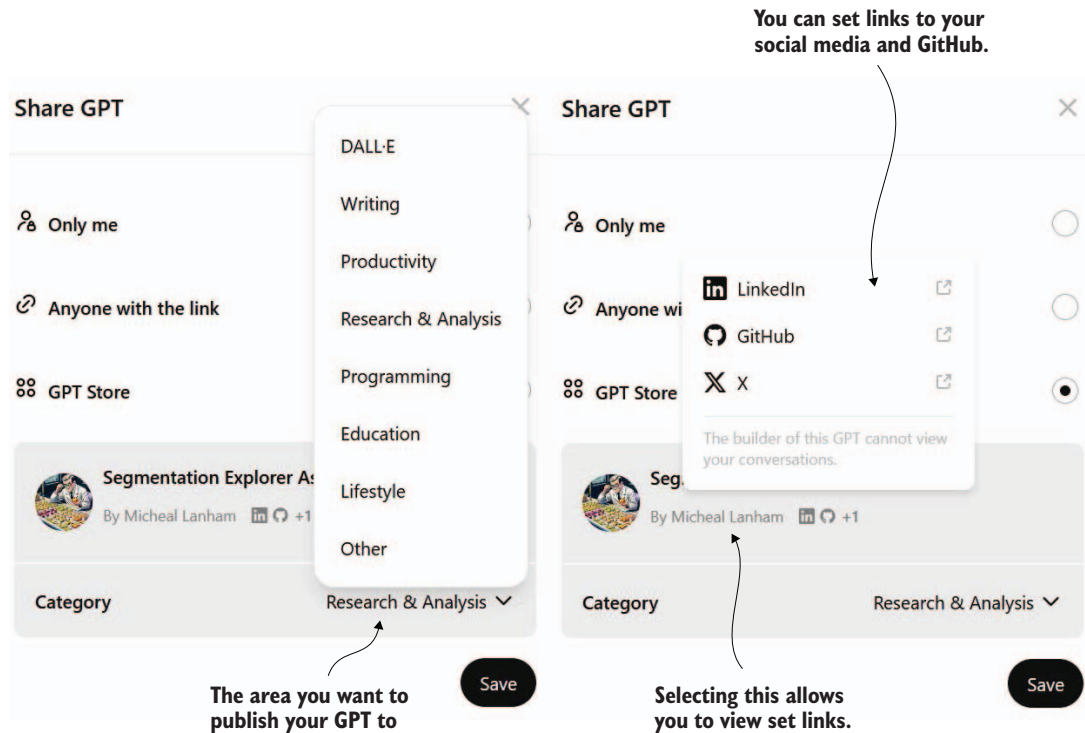 You can set links to your
social media and GitHub.
Share GPT
DALL·E
Writing
Productivity
Research & Analysis
Programming
Education
Lifestyle
Other
Only me
Anyone with the link
GPT Store
Segmentation Explorer As
By Micheal Lanham in +1
Category
Research & Analysis
Save
The area you want to
publish your GPT to
Share GPT
Only me
Anyone wi
GPT Store
in LinkedIn
GitHub
X X
The builder of this GPT cannot view
your conversations.
Seg
By Micheal Lanham in +1
Category
Research & Analysis
Save
Selecting this allows
you to view set links.